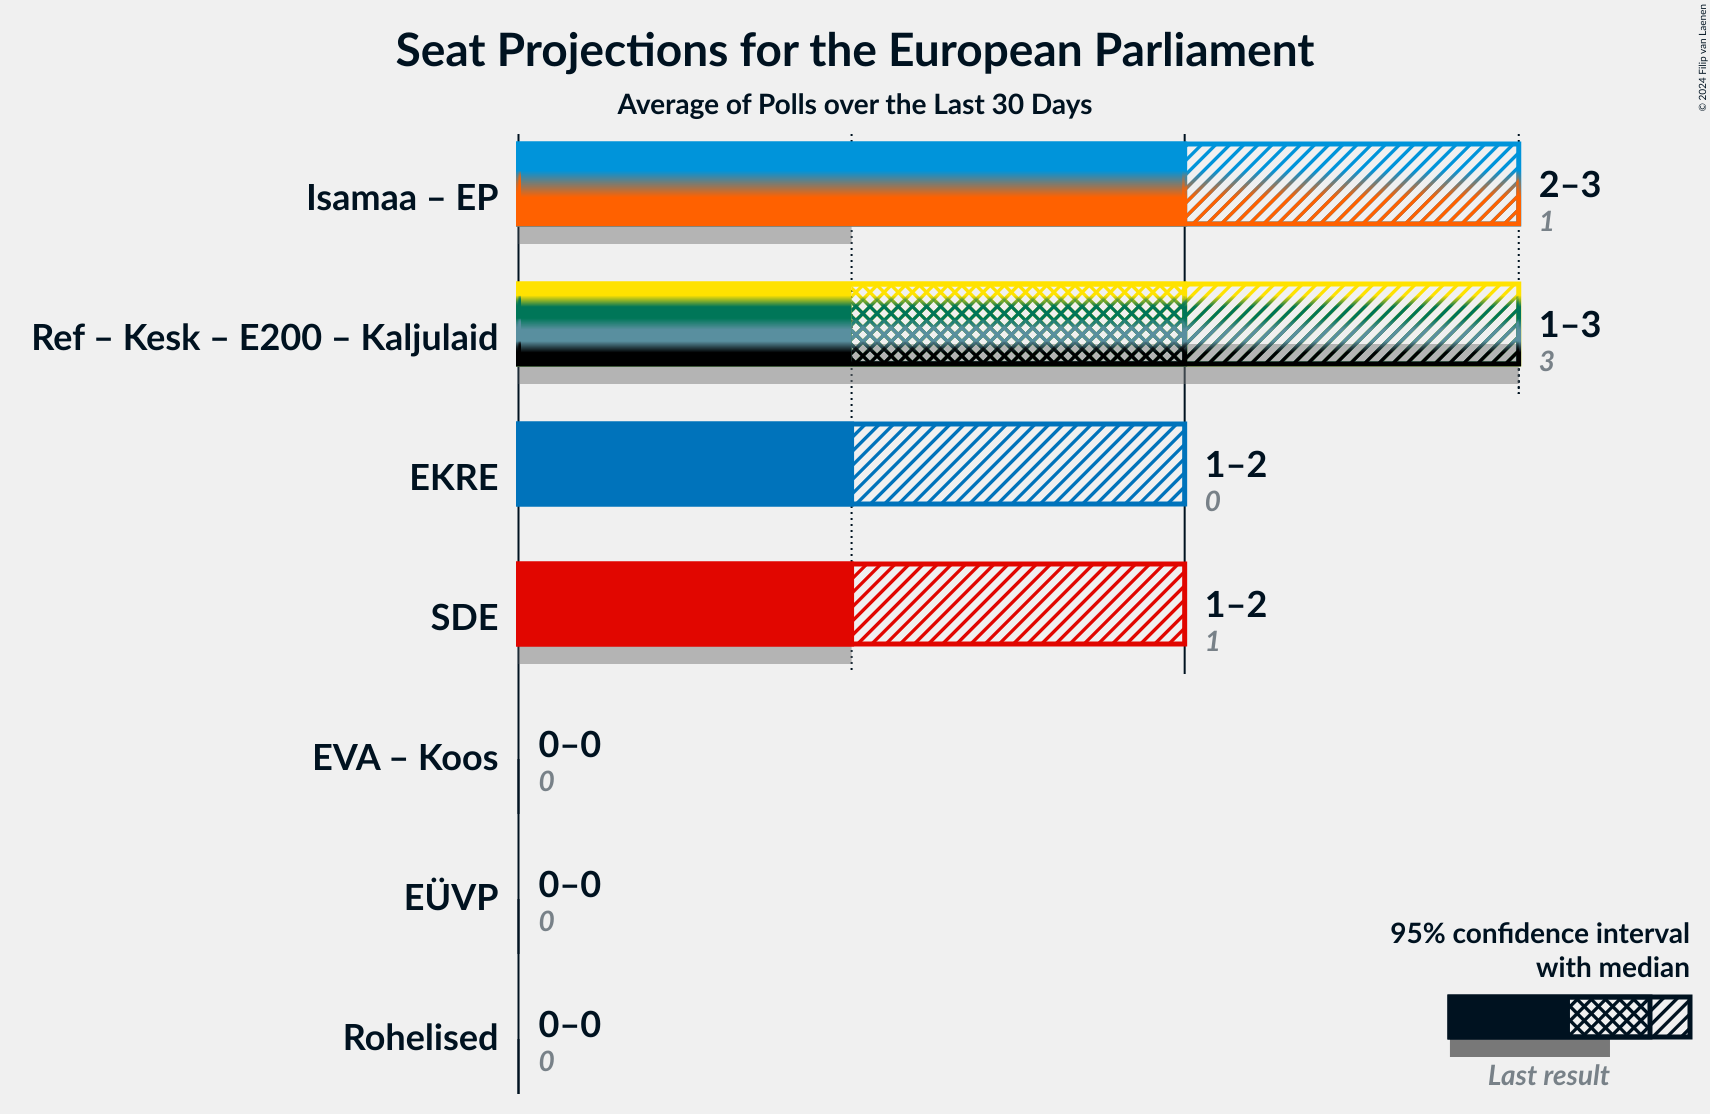 Seat Projections for the European Parliament
Average of Polls over the Last 30 Days
© 2024 Filip van Laenen
Isamaa – EP
2–3
1
Ref – Kesk – E200 – Kaljulaid
1–3
3
EKRE
1–2
0
SDE
1–2
1
EVA – Koos
0–0
0
EÜVP
0–0
0
Rohelised
0–0
0
95% confidence interval
with median
Last result